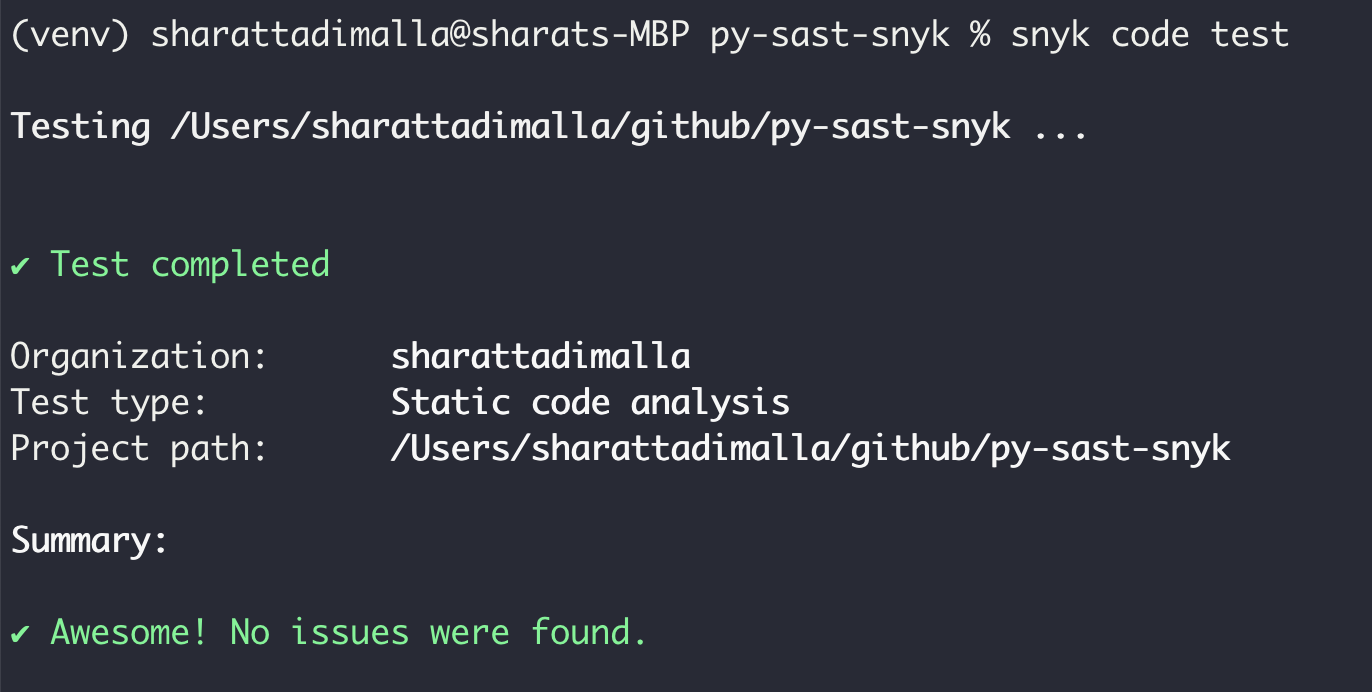 (venv) sharattadimalla@sharats-MBP py-sast-snyk % snyk code test
Testing /Users/sharattadimalla/github/py-sast-snyk ...
✔ Test completed
Organization: sharattadimalla
Test type: Static code analysis
Project path: /Users/sharattadimalla/github/py-sast-snyk
Summary:
✔ Awesome! No issues were found.